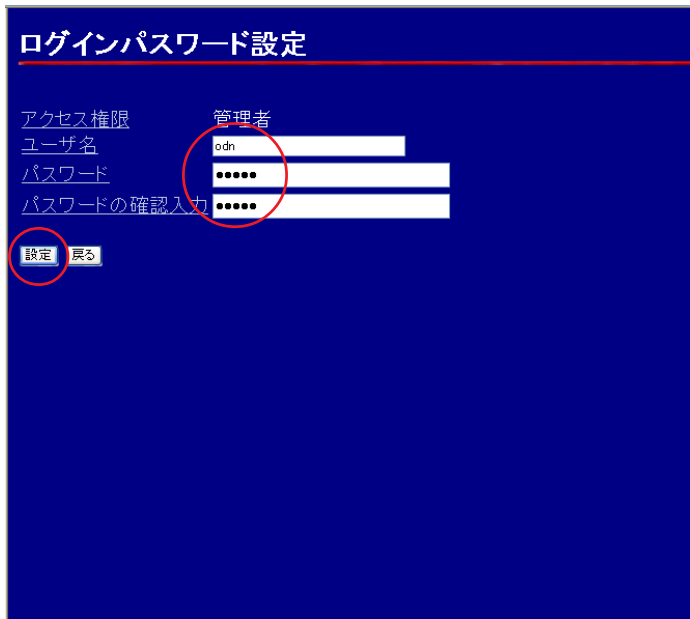 ログインパスワード設定
アクセス権限 管理者
ユーザ名 odn
パスワード •••••
パスワードの確認入力 •••••
設定 戻る